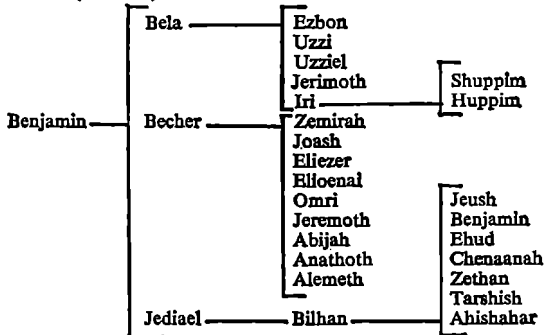 Bela Ezbon
Uzzi
Uzziel
Jerimoth Shuppim
Iri Huppim
Benjamin Becher Zemirah
Joash
Eliezer
Elioenai
Omri Jeush
Jeremoth Benjamin
Abijah Ehud
Anathoth Chenaanah
Alemeth Zethan
Tarshish
Jediael Bilhan Ahishahar